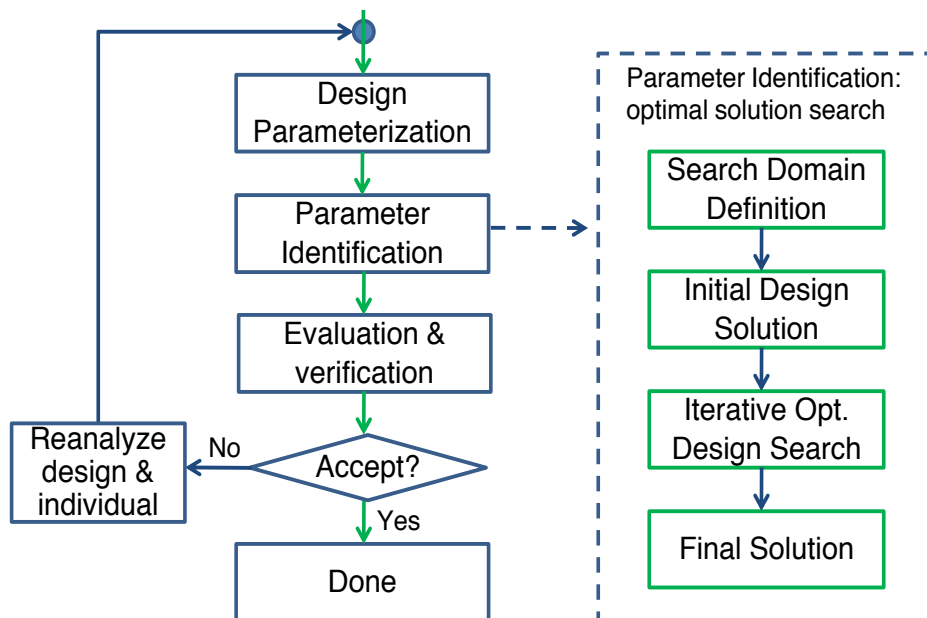 Design
Parameterization
Parameter
Identification
Evaluation &
verification
Accept?
No
Yes
Reanalyze
design &
individual
Done
Parameter Identification:
optimal solution search
Search Domain
Definition
Initial Design
Solution
Iterative Opt.
Design Search
Final Solution